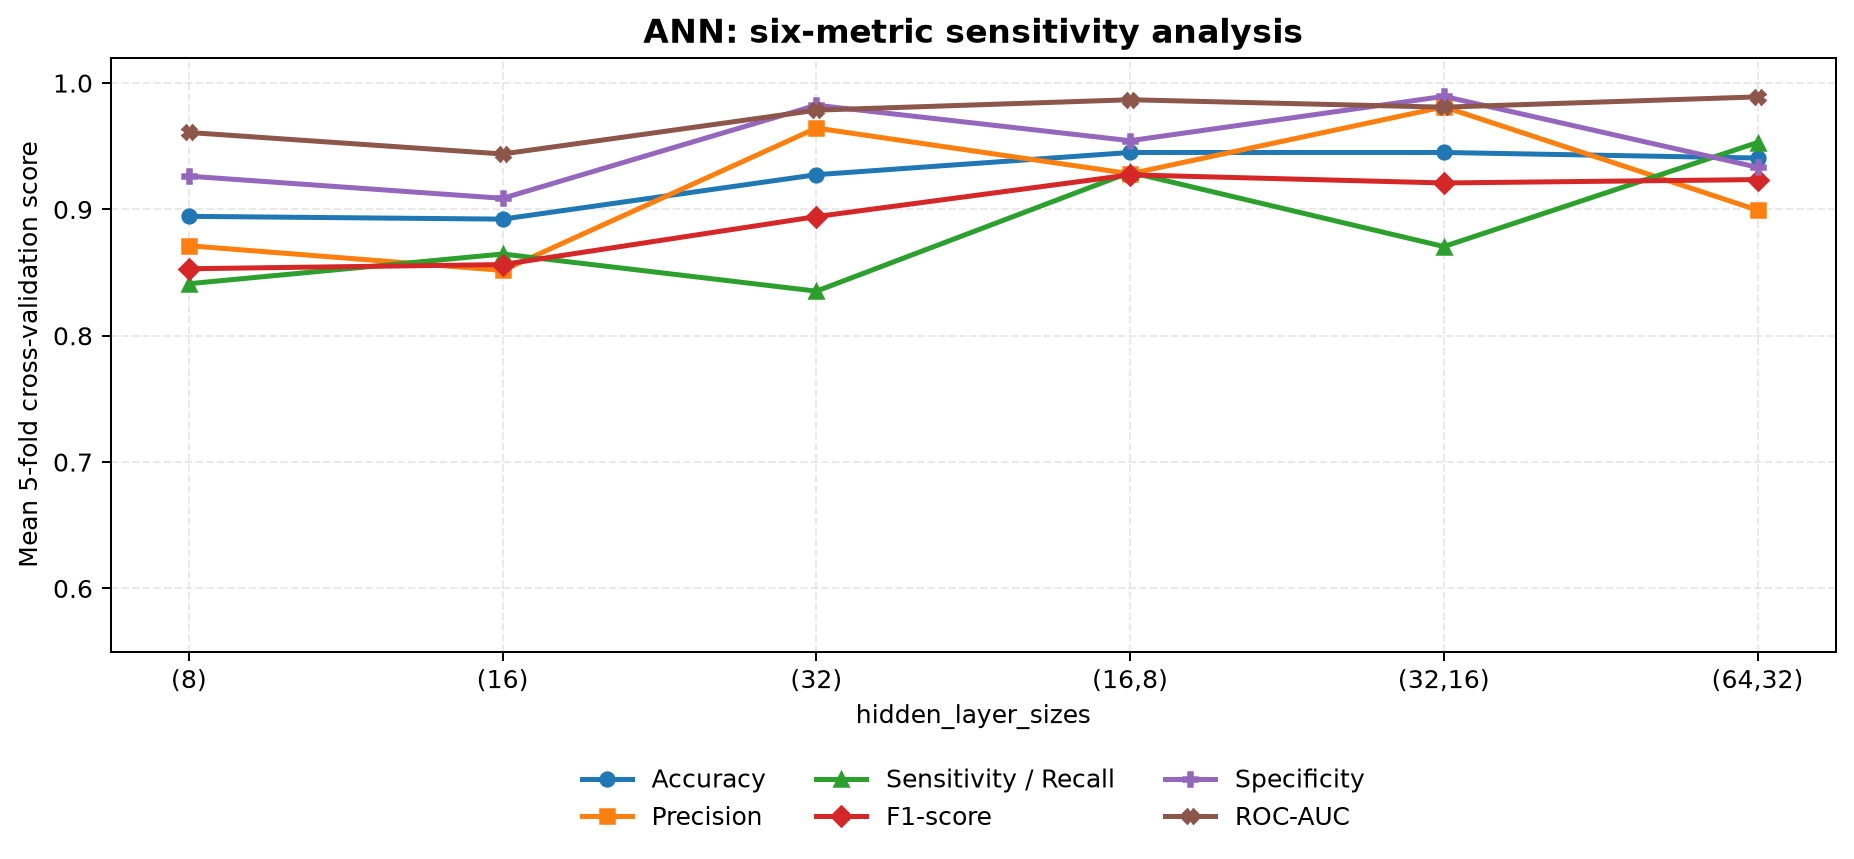 ANN: six-metric sensitivity analysis
Mean 5-fold cross-validation score
1.0
0.9
0.8
0.7
0.6
(8)
(16)
(32)
(16,8)
(32,16)
(64,32)
hidden_layer_sizes
Accuracy
Precision
Sensitivity / Recall
F1-score
Specificity
ROC-AUC